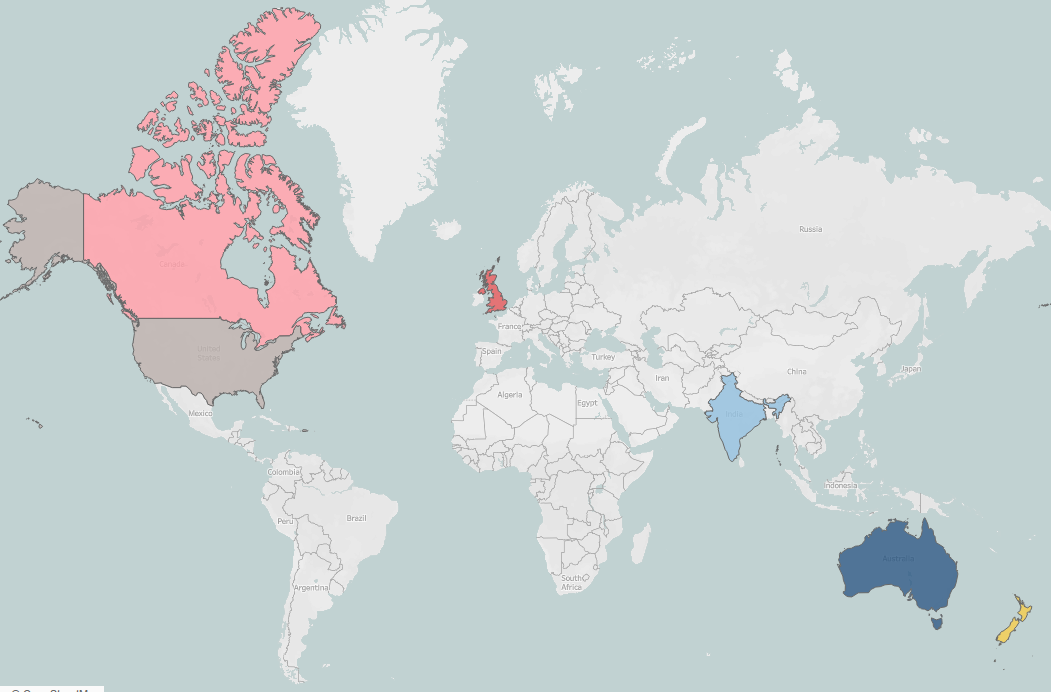 Russia
Canada
United
States
France
Spain
Turkey
Iran
China
Japan
Algeria
Egypt
Mexico
India
Colombia
Indonesia
Peru
Brazil
Australia
South
Africa
Argentina